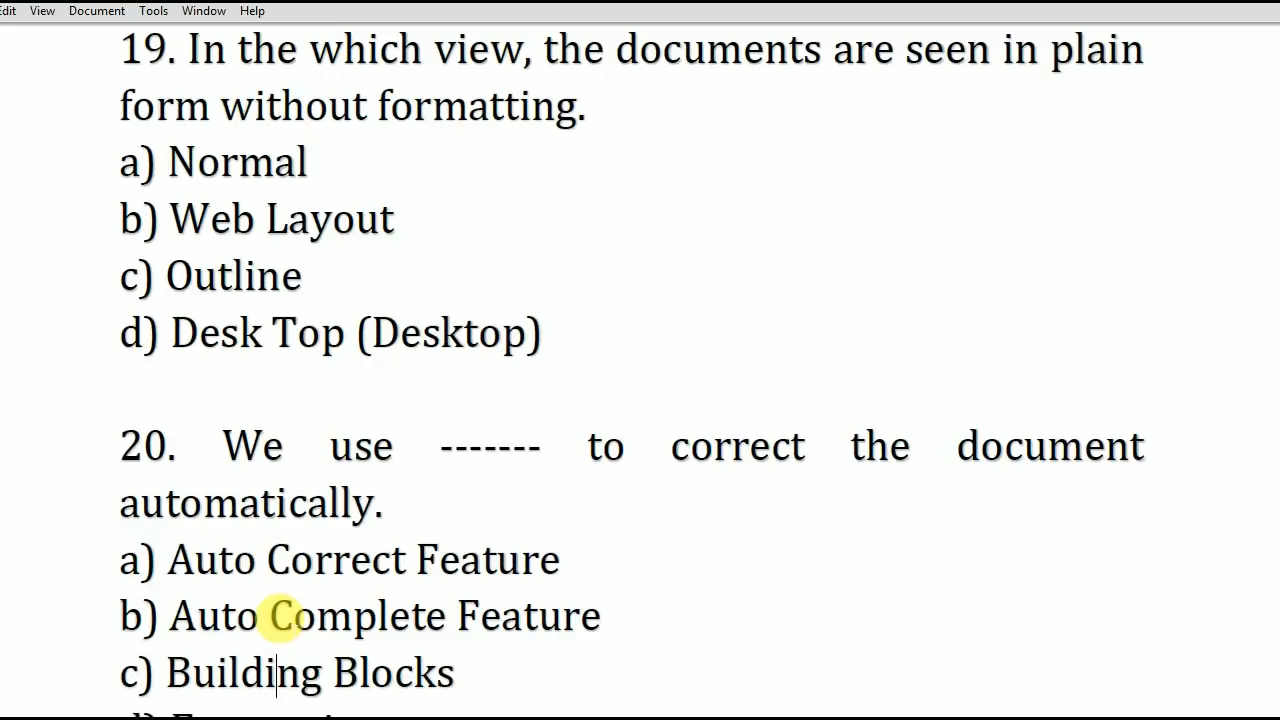 Edit View Document Tools Window Help
19. In the which view, the documents are seen in plain
form without formatting.
a) Normal
b) Web Layout
c) Outline
d) Desk Top (Desktop)
20. We use ------- to correct the document
automatically.
a) Auto Correct Feature
b) Auto Complete Feature
c) Building Blocks
d)